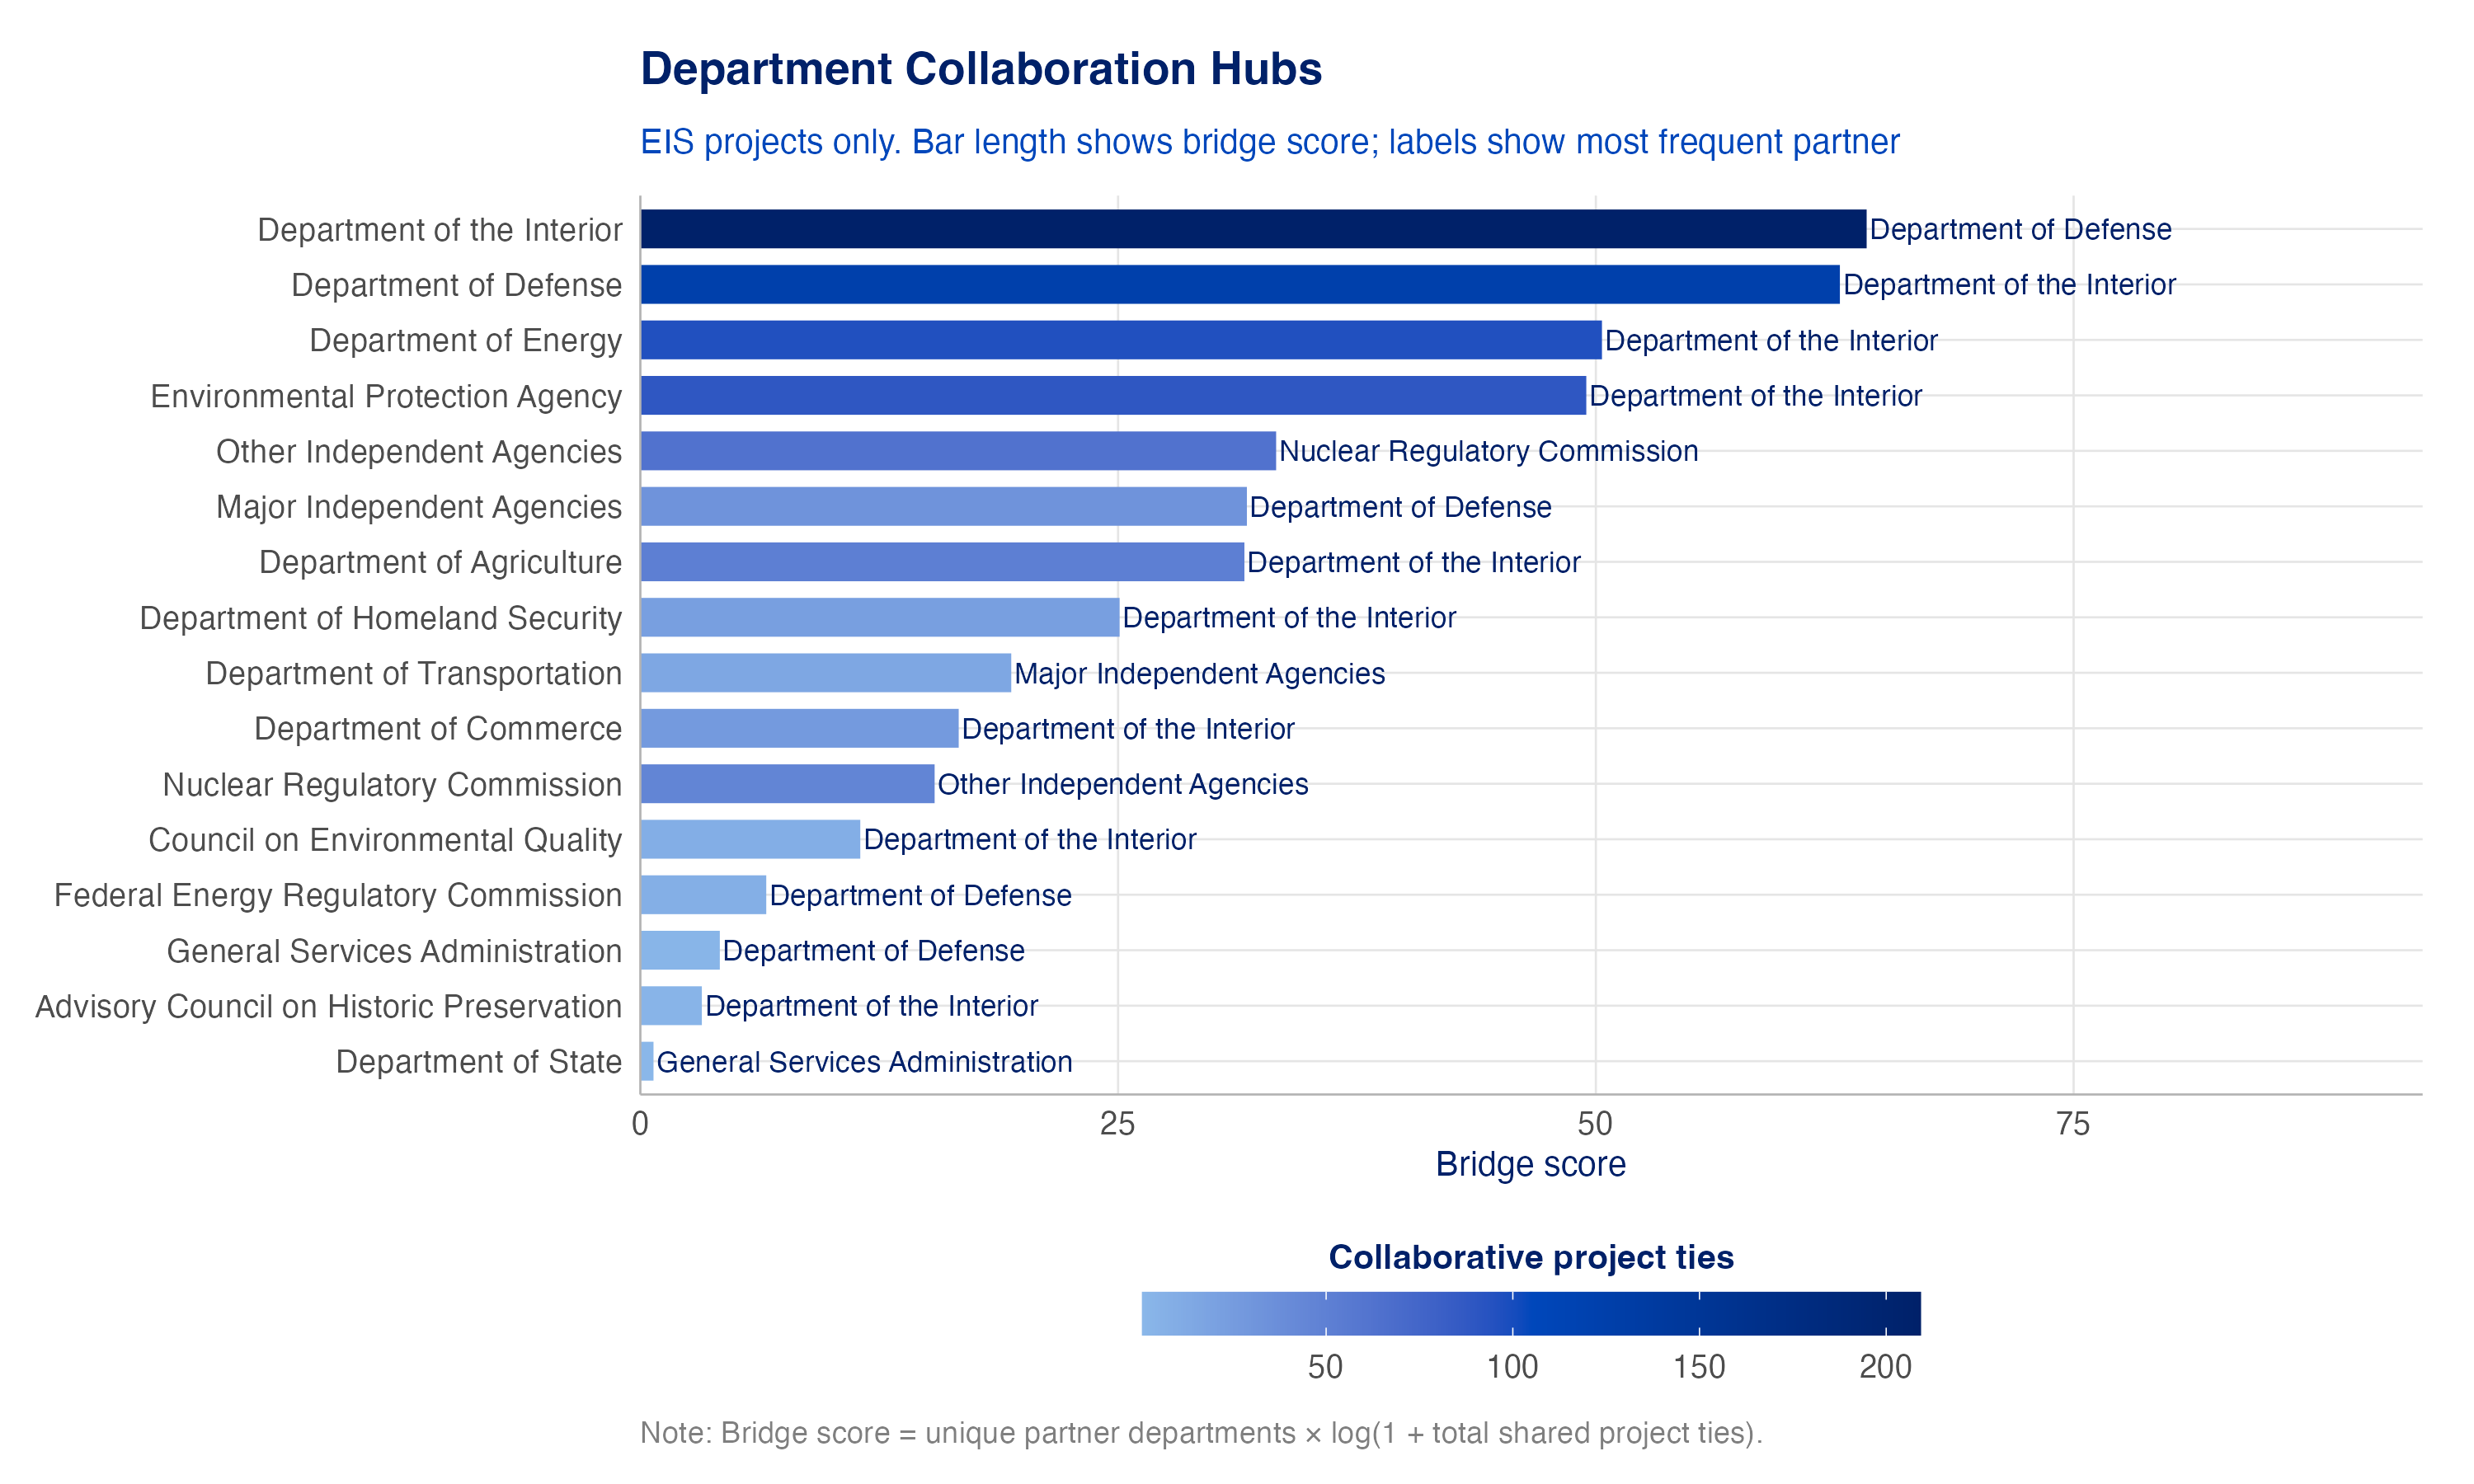 Department Collaboration Hubs
EIS projects only. Bar length shows bridge score; labels show most frequent partner
Department of the Interior Department of Defense
Department of Defense Department of the Interior
Department of Energy Department of the Interior
Environmental Protection Agency Department of the Interior
Other Independent Agencies Nuclear Regulatory Commission
Major Independent Agencies Department of Defense
Department of Agriculture Department of the Interior
Department of Homeland Security Department of the Interior
Department of Transportation Major Independent Agencies
Department of Commerce Department of the Interior
Nuclear Regulatory Commission Other Independent Agencies
Council on Environmental Quality Department of the Interior
Federal Energy Regulatory Commission Department of Defense
General Services Administration Department of Defense
Advisory Council on Historic Preservation Department of the Interior
Department of State General Services Administration
0 25 50 75
Bridge score
Collaborative project ties
50 100 150 200
Note: Bridge score = unique partner departments × log(1 + total shared project ties).